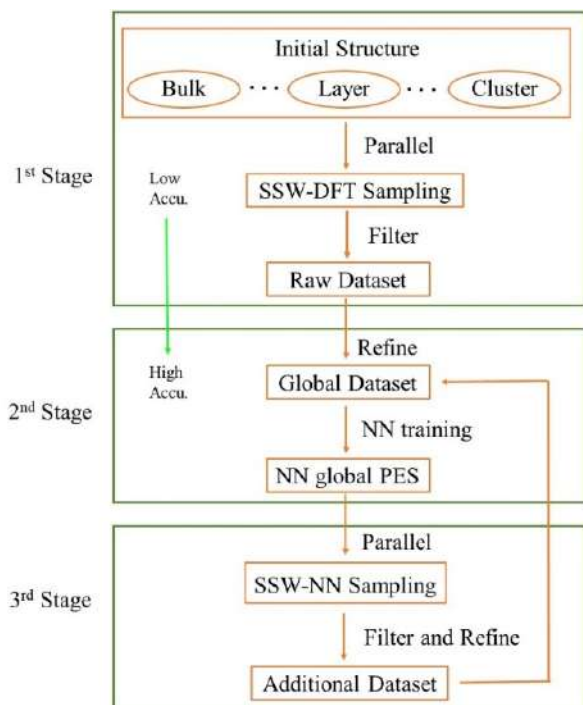 Initial Structure
Bulk ··· Layer ··· Cluster
Parallel
1st Stage
Low
Accu.
SSW-DFT Sampling
Filter
Raw Dataset
Refine
High
Accu.
Global Dataset
2nd Stage
NN training
NN global PES
Parallel
SSW-NN Sampling
3rd Stage
Filter and Refine
Additional Dataset